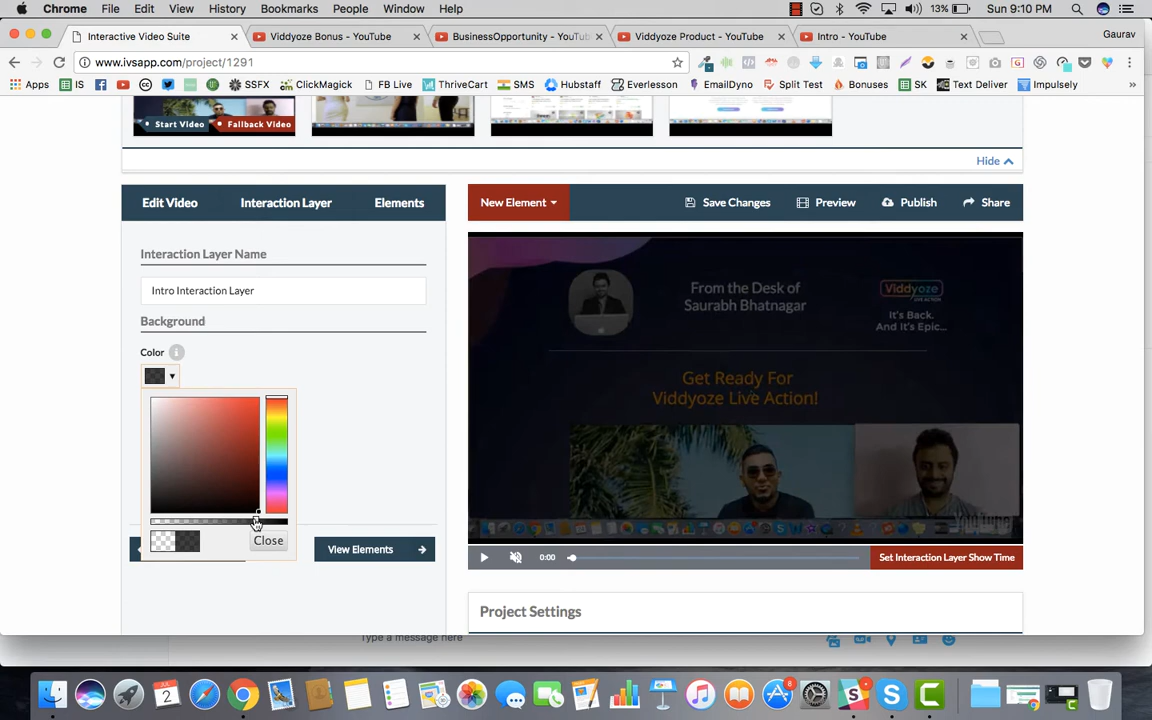 Chrome File Edit View History Bookmarks People Window Help 13% Sun 9:10 PM
Interactive Video Suite Viddyoze Bonus - YouTube BusinessOpportunity - YouTub Viddyoze Product - YouTube Intro - YouTube Gaurav
www.ivsapp.com/project/1291
Apps IS SSFX ClickMagick FB Live ThriveCart SMS Hubstaff Everlesson EmailDyno Split Test Bonuses SK Text Deliver Impulsely »
Start Video Fallback Video
Hide
Edit Video Interaction Layer Elements
New Element Save Changes Preview Publish Share
Interaction Layer Name
Intro Interaction Layer
Background
Color
Close
View Elements
From the Desk of
Saurabh Bhatnagar
Viddyoze
LIVE ACTION
It's Back.
And It's Epic...
Get Ready For
Viddyoze Live Action!
0:00 Set Interaction Layer Show Time
Project Settings
Type a message here
2
8